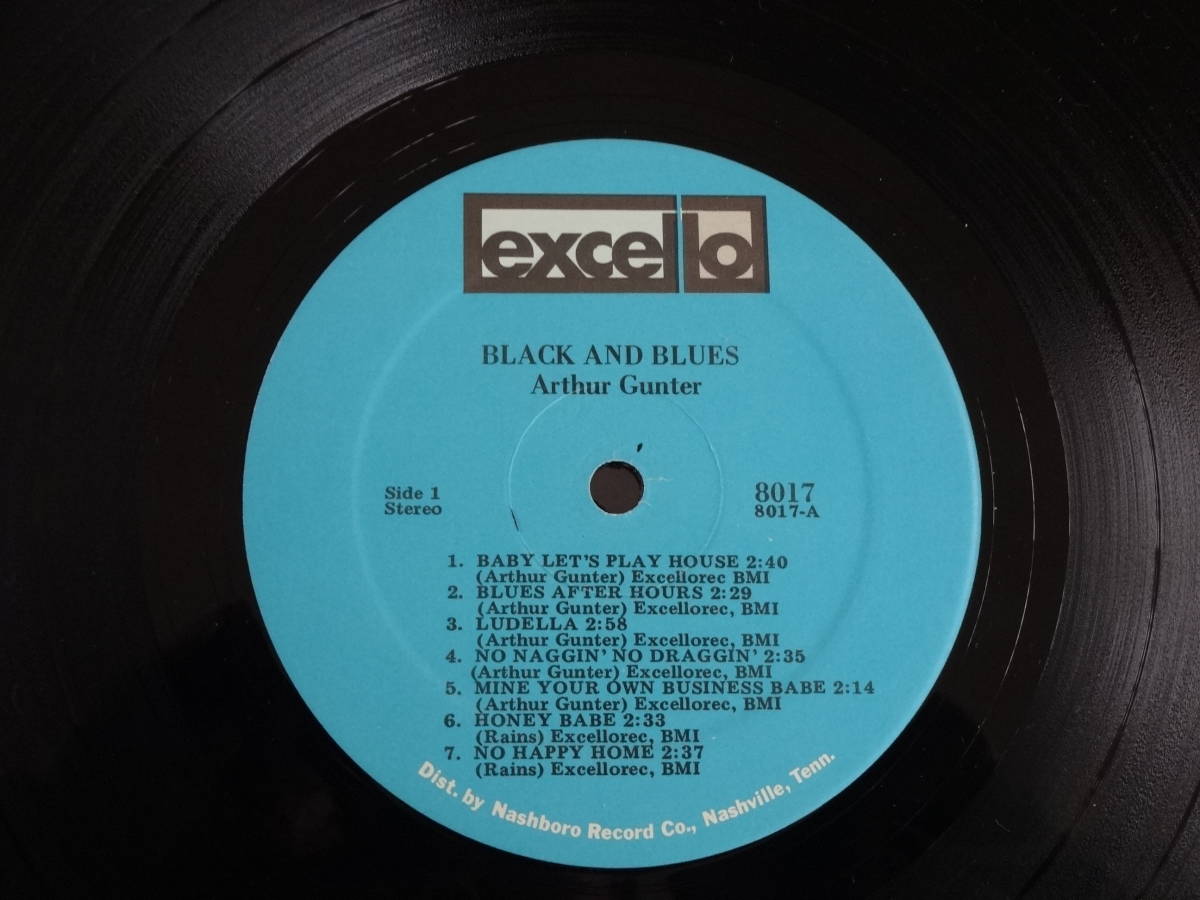 excello
BLACK AND BLUES
Arthur Gunter
Side 1
Stereo
8017
8017-A
1. BABY LET'S PLAY HOUSE 2:40
(Arthur Gunter) Excellorec BMI
2. BLUES AFTER HOURS 2:29
(Arthur Gunter) Excellorec, BMI
3. LUDELLA 2:58
(Arthur Gunter) Excellorec, BMI
4. NO NAGGIN' NO DRAGGIN' 2:35
(Arthur Gunter) Excellorec, BMI
5. MINE YOUR OWN BUSINESS BABE 2:14
(Arthur Gunter) Excellorec, BMI
6. HONEY BABE 2:33
(Rains) Excellorec, BMI
7. NO HAPPY HOME 2:37
(Rains) Excellorec, BMI
Dist. by Nashboro Record Co., Nashville, Tenn.